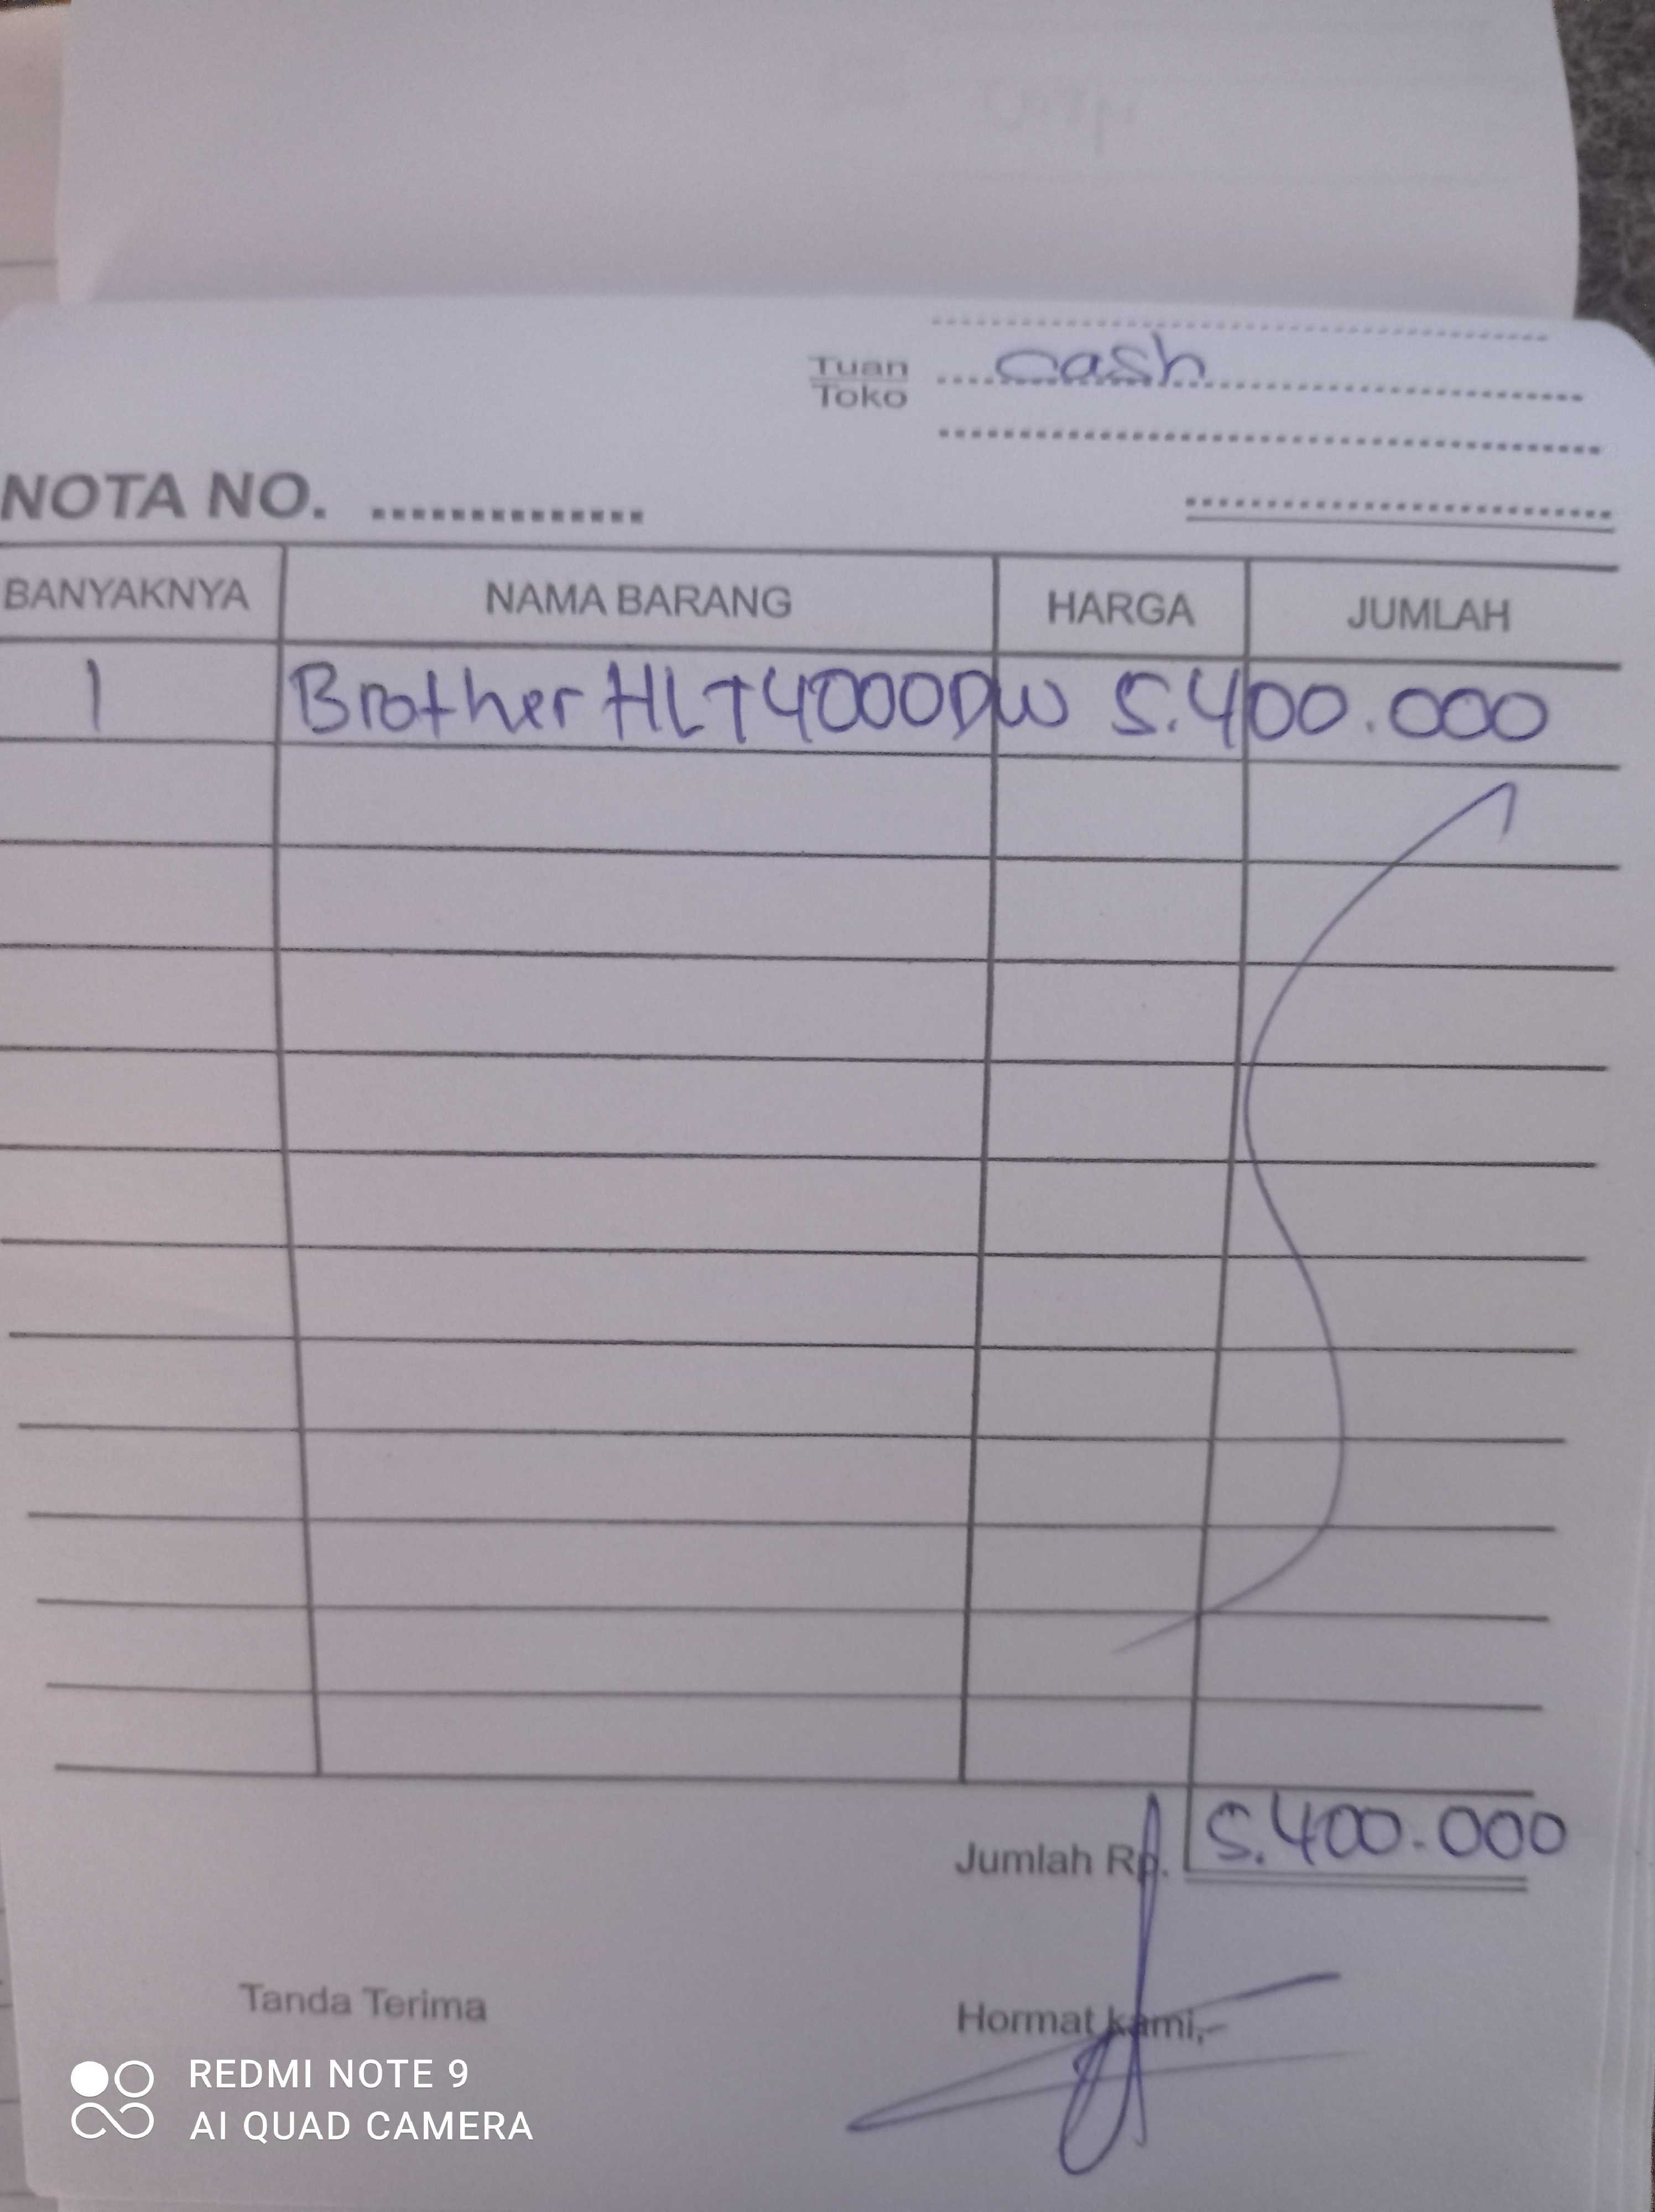 Tuan
Toko
cash
NOTA NO.
BANYAKNYA NAMA BARANG HARGA JUMLAH
1 Brother HLT4000DW 5.400.000
Jumlah Rp. 5.400.000
Tanda Terima Hormat kami,
REDMI NOTE 9
AI QUAD CAMERA